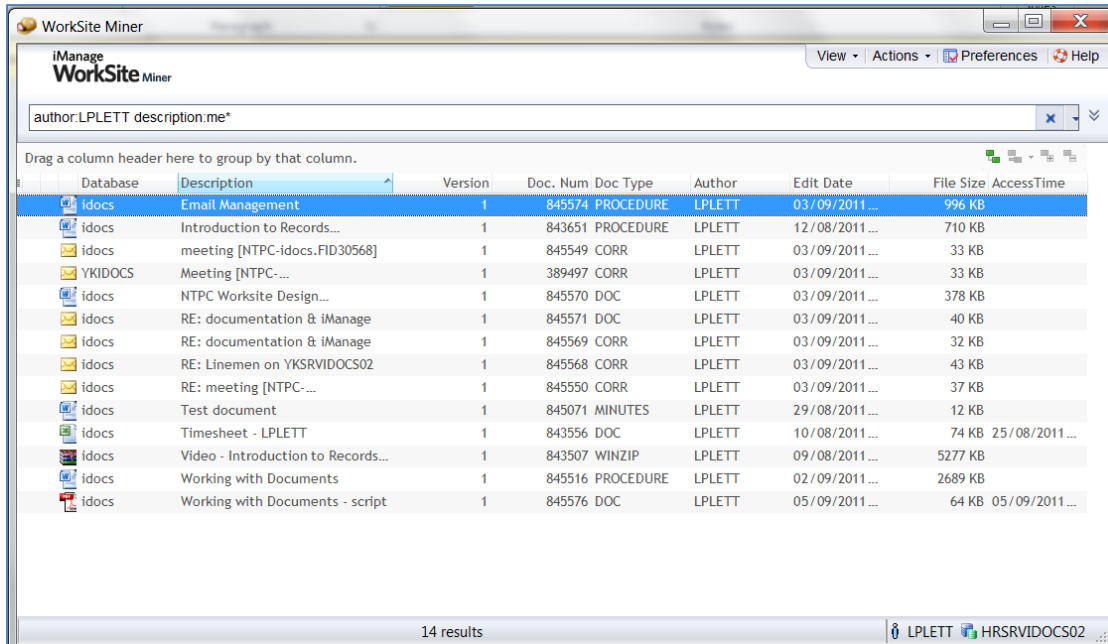 WorkSite Miner
iManage
WorkSite Miner
View Actions Preferences Help
author:LPLETT description:me*
Drag a column header here to group by that column.
Database Description Version Doc. Num Doc Type Author Edit Date File Size AccessTime
idocs Email Management 1 845574 PROCEDURE LPLETT 03/09/2011... 996 KB
idocs Introduction to Records... 1 843651 PROCEDURE LPLETT 12/08/2011... 710 KB
idocs meeting [NTPC-idocs.FID30568] 1 845549 CORR LPLETT 03/09/2011... 33 KB
YKIDOCS Meeting [NTPC-... 1 389497 CORR LPLETT 03/09/2011... 33 KB
idocs NTPC Worksite Design... 1 845570 DOC LPLETT 03/09/2011... 378 KB
idocs RE: documentation & iManage 1 845571 DOC LPLETT 03/09/2011... 40 KB
idocs RE: documentation & iManage 1 845569 CORR LPLETT 03/09/2011... 32 KB
idocs RE: Linemen on YKSRVIDOCS02 1 845568 CORR LPLETT 03/09/2011... 43 KB
idocs RE: meeting [NTPC-... 1 845550 CORR LPLETT 03/09/2011... 37 KB
idocs Test document 1 845071 MINUTES LPLETT 29/08/2011... 12 KB
idocs Timesheet - LPLETT 1 843556 DOC LPLETT 10/08/2011... 74 KB 25/08/2011...
idocs Video - Introduction to Records... 1 843507 WINZIP LPLETT 09/08/2011... 5277 KB
idocs Working with Documents 1 845516 PROCEDURE LPLETT 02/09/2011... 2689 KB
idocs Working with Documents - script 1 845576 DOC LPLETT 05/09/2011... 64 KB 05/09/2011...
14 results LPLETT HRSRVIDOCS02